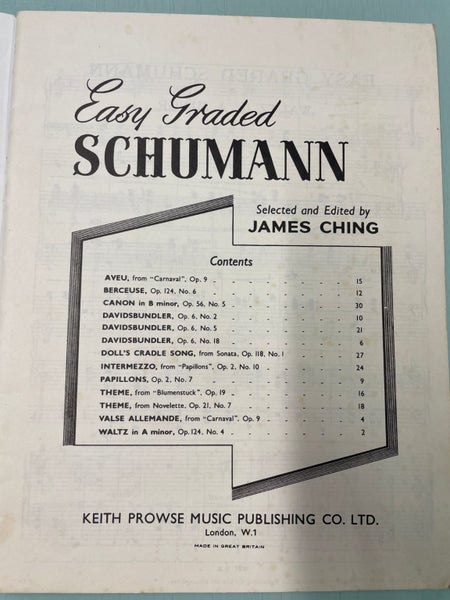 Easy Graded
SCHUMANN
Selected and Edited by
JAMES CHING
Contents
AVEU, from "Carnaval", Op. 9 - - - - - - 15
BERCEUSE, Op. 124, No. 6 - - - - - - 12
CANON in B minor, Op. 56, No. 5 - - - - - 30
DAVIDSBUNDLER, Op. 6, No. 2 - - - - - 10
DAVIDSBUNDLER, Op. 6, No. 5 - - - - - 21
DAVIDSBUNDLER, Op. 6, No. 18 - - - - - 6
DOLL'S CRADLE SONG, from Sonata, Op. 118, No. 1 - - - 27
INTERMEZZO, from "Papillons", Op. 2, No. 10 - - - - 24
PAPILLONS, Op. 2, No. 7 - - - - - - 9
THEME, from "Blumenstuck", Op. 19 - - - - - 16
THEME, from Novelette, Op. 21, No. 7 - - - - - 18
VALSE ALLEMANDE, from "Carnaval", Op. 9 - - - - 4
WALTZ in A minor, Op. 124, No. 4 - - - - - 2
KEITH PROWSE MUSIC PUBLISHING CO. LTD.
London, W.1
MADE IN GREAT BRITAIN